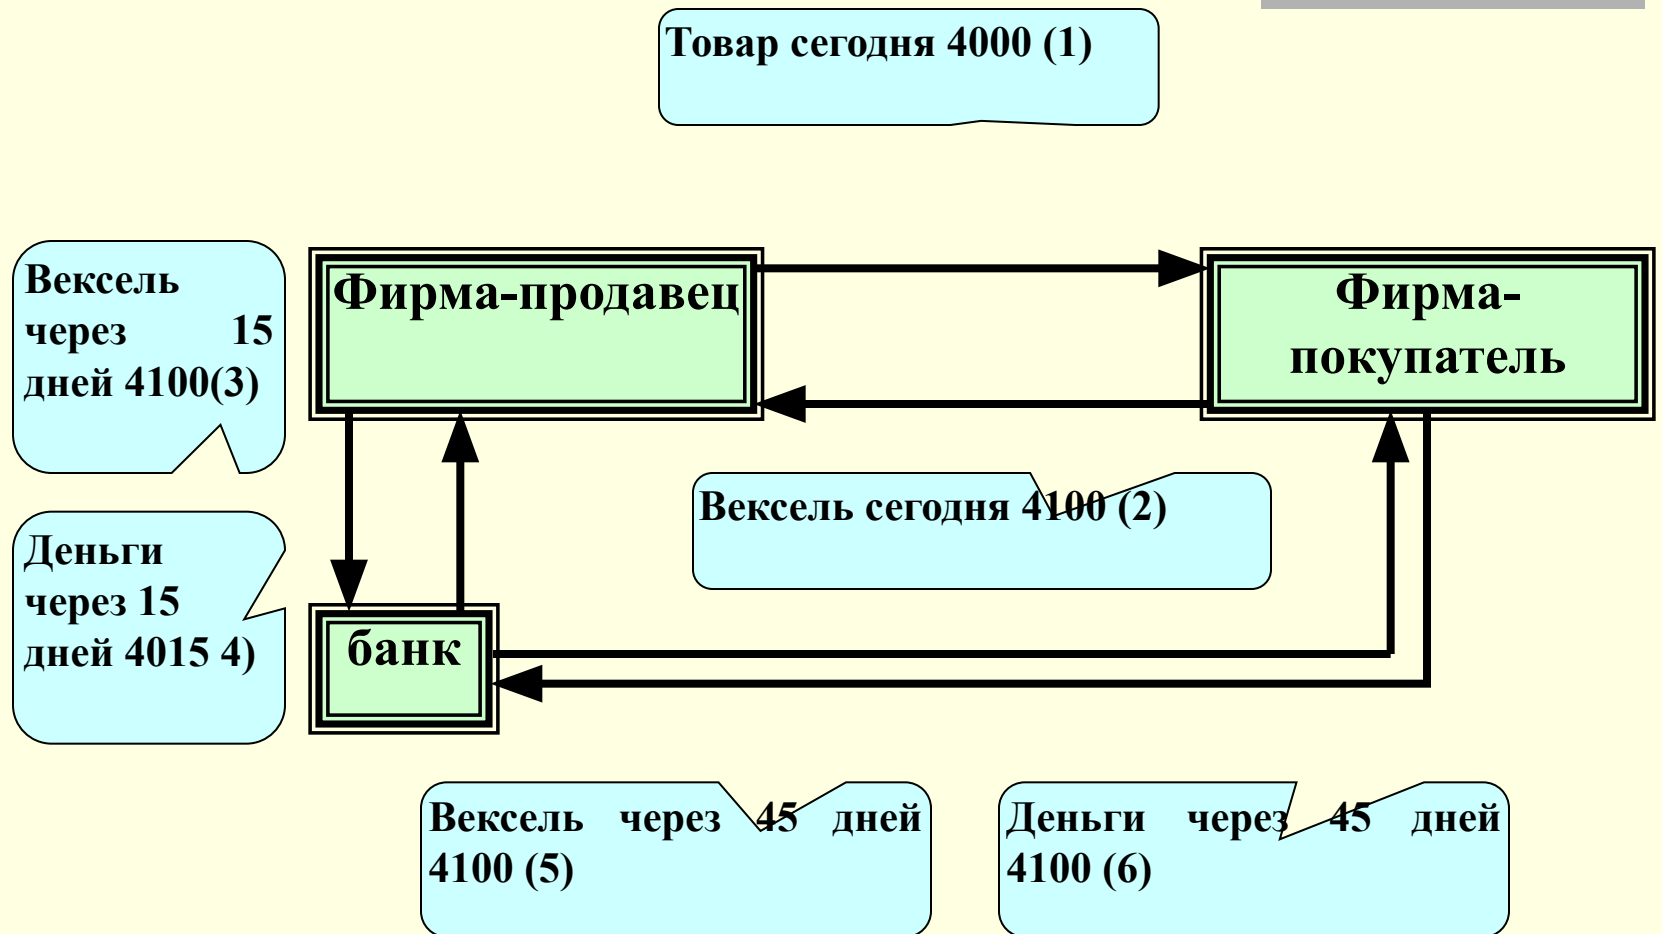 Товар сегодня 4000 (1)
Фирма-продавец
Фирма-
покупатель
Вексель
через 15
дней 4100(3)
Вексель сегодня 4100 (2)
Деньги
через 15
дней 4015 4)
банк
Вексель через 45 дней
4100 (5)
Деньги через 45 дней
4100 (6)